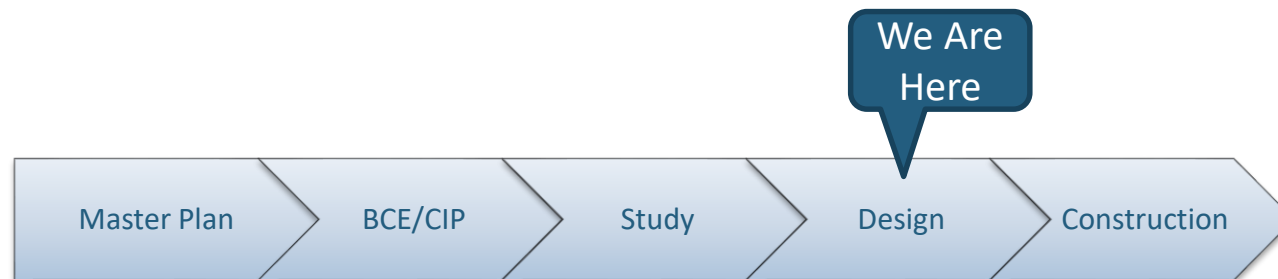 We Are
Here
Master Plan
BCE/CIP
Study
Design
Construction